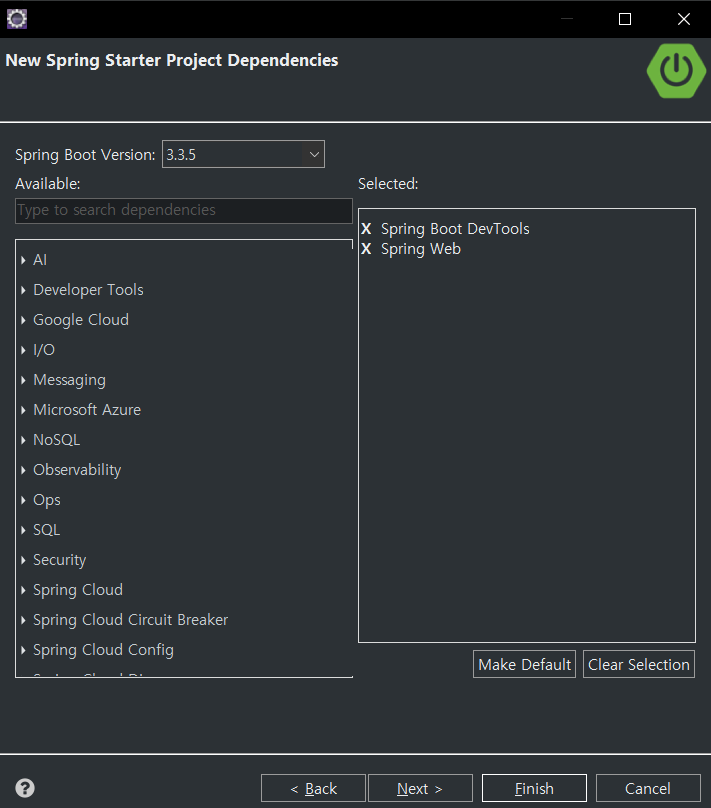 New Spring Starter Project Dependencies
Spring Boot Version: 3.3.5
Available:
Type to search dependencies
AI
Developer Tools
Google Cloud
I/O
Messaging
Microsoft Azure
NoSQL
Observability
Ops
SQL
Security
Spring Cloud
Spring Cloud Circuit Breaker
Spring Cloud Config
Selected:
X Spring Boot DevTools
X Spring Web
Make Default Clear Selection
? < Back Next > Finish Cancel